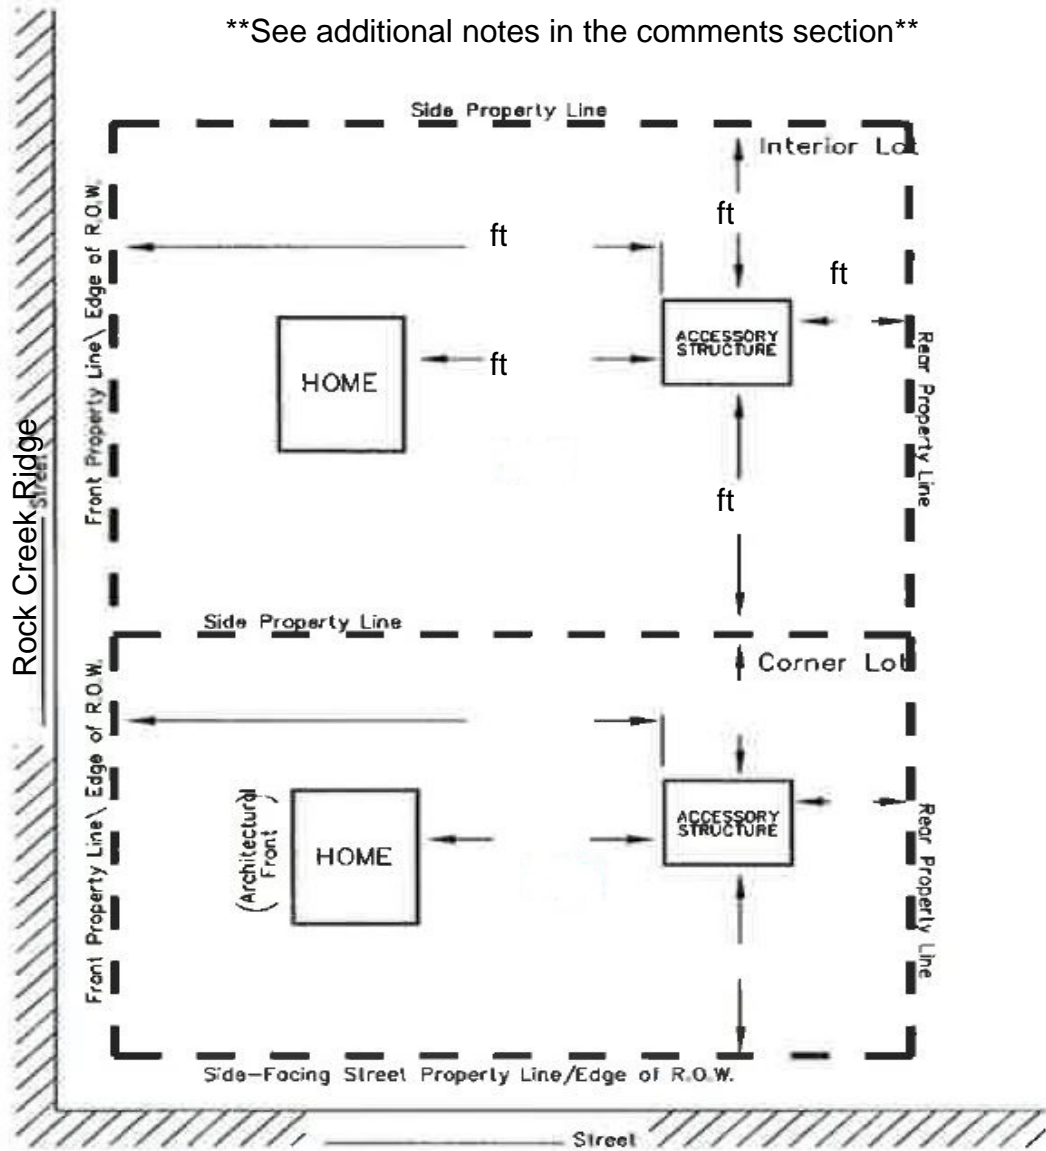 **See additional notes in the comments section**
Side Property Line
Interior Lot
Front Property Line\ Edge of R.O.W.
ft
ft
ft
ACCESSORY
STRUCTURE
HOME
ft
Rear Property Line
Rock Creek Ridge
Street
ft
Side Property Line
Corner Lot
Front Property Line\ Edge of R.O.W.
(Architectural
Front)
HOME
ACCESSORY
STRUCTURE
Rear Property Line
Side-Facing Street Property Line/Edge of R.O.W.
Street